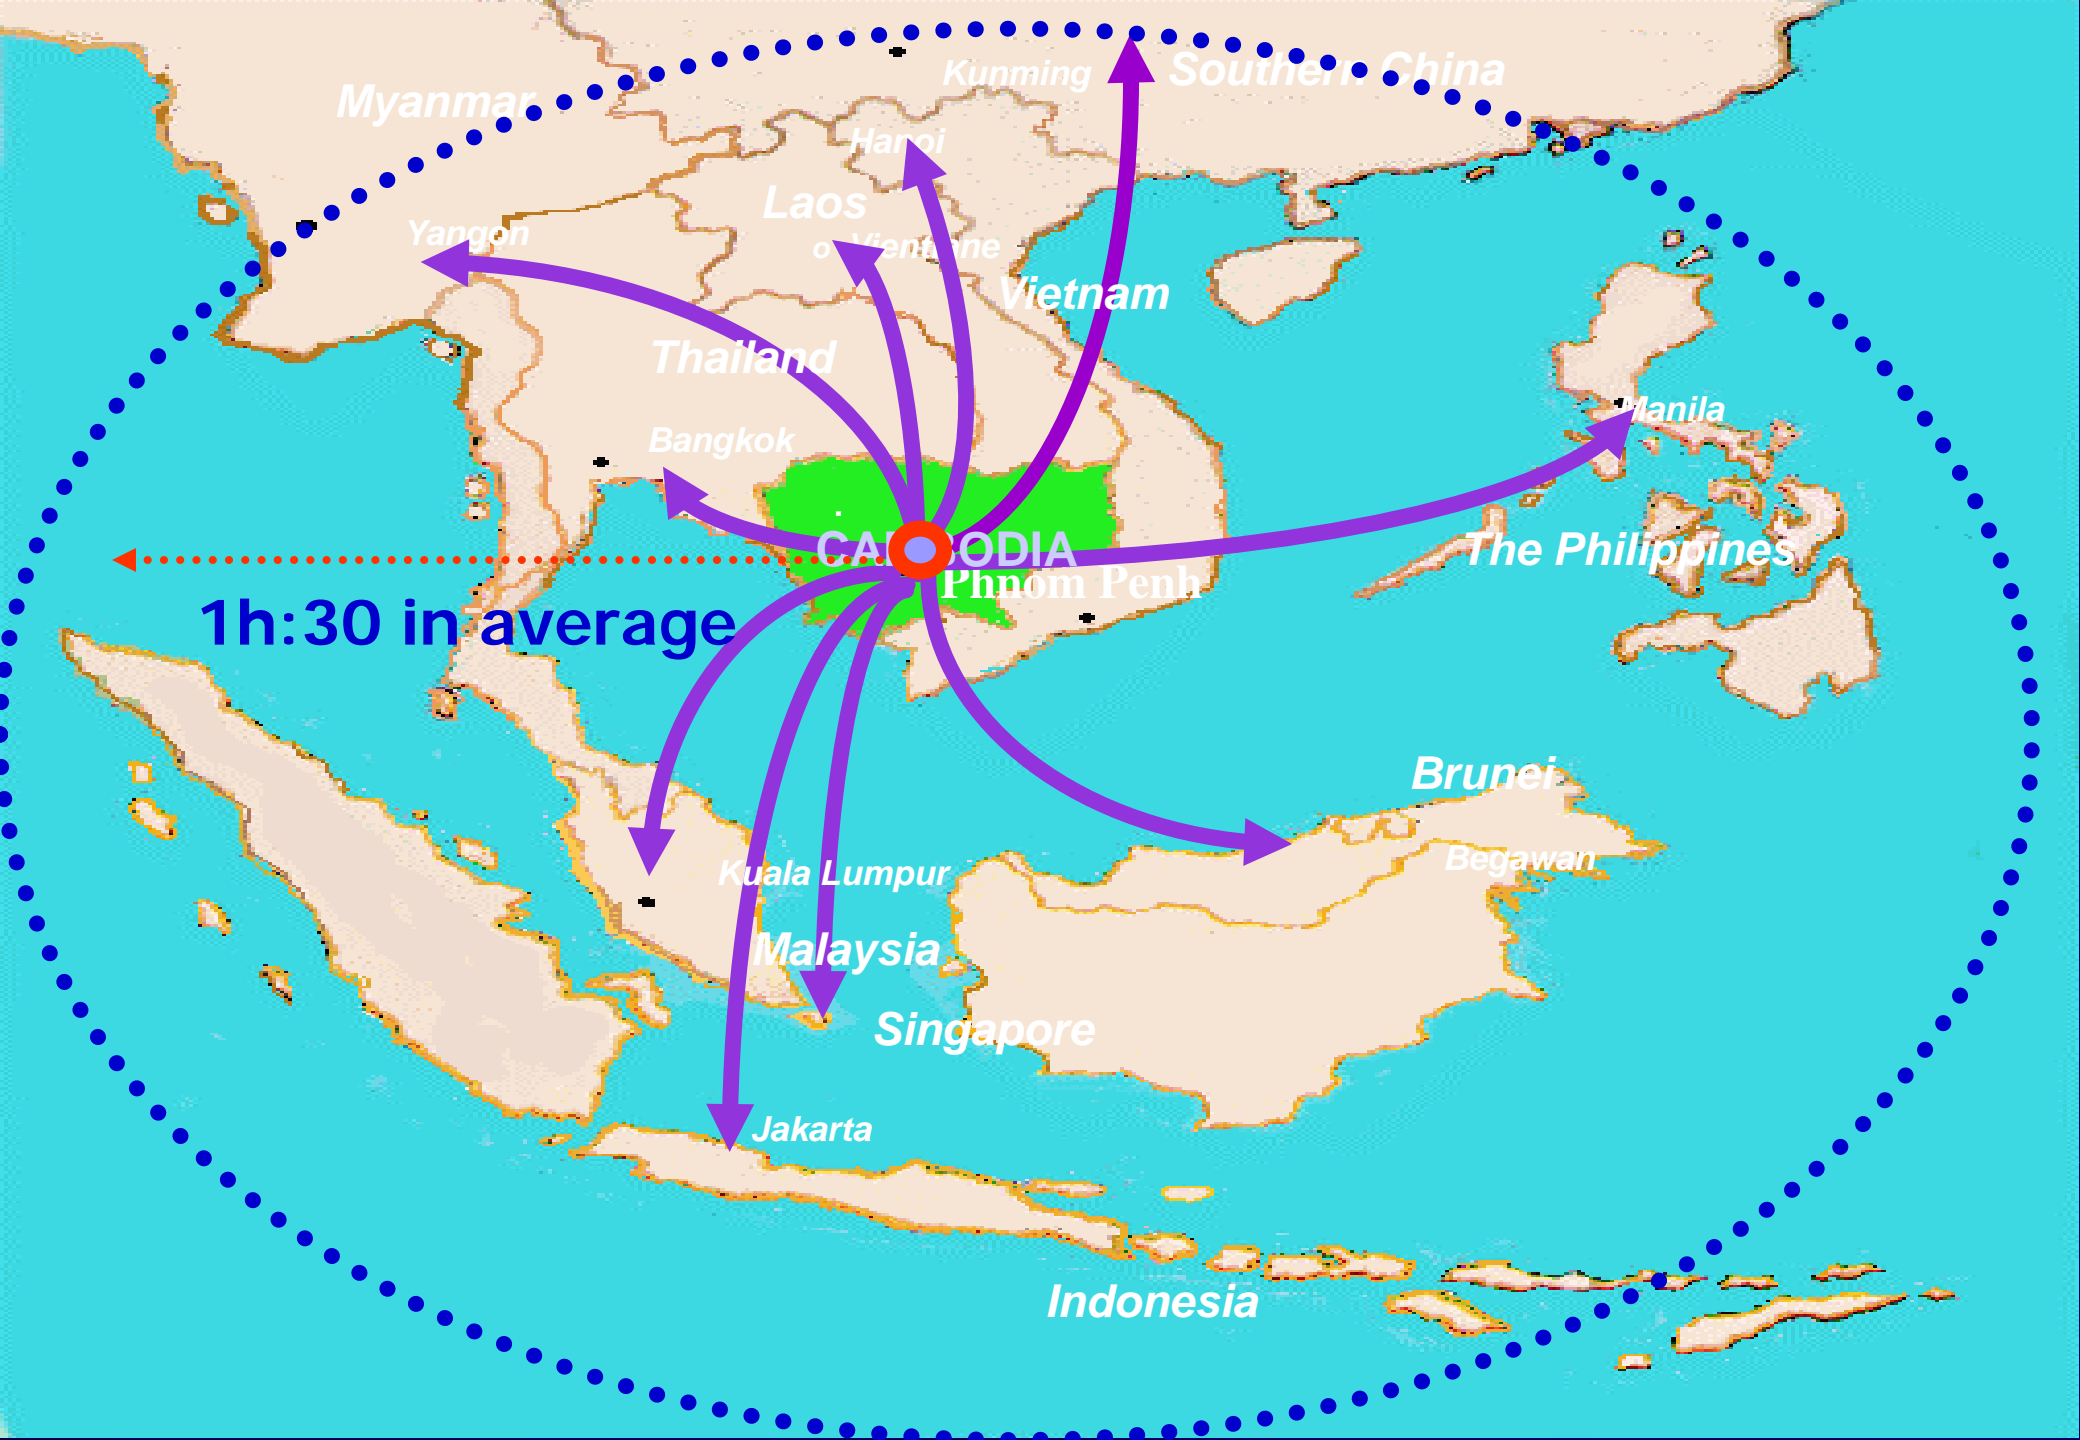 Kunming
Southern China
Myanmar
Hanoi
Laos
Yangon
o Vientiane
Vietnam
Thailand
Manila
Bangkok
CAMBODIA
The Philippines
Phnom Penh
1h:30 in average
Brunei
Begawan
Kuala Lumpur
Malaysia
Singapore
Jakarta
Indonesia